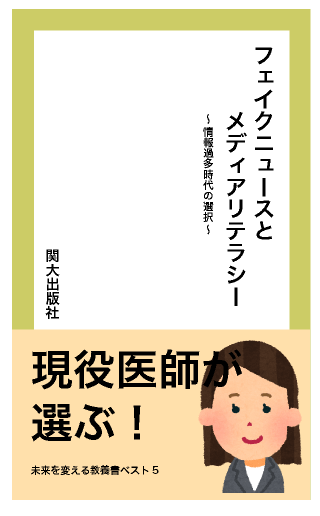 フェイクニュースと
メディアリテラシー
〜情報過多時代の選択〜
関大出版社
現役医師が
選ぶ！
未来を変える教養書ベスト5